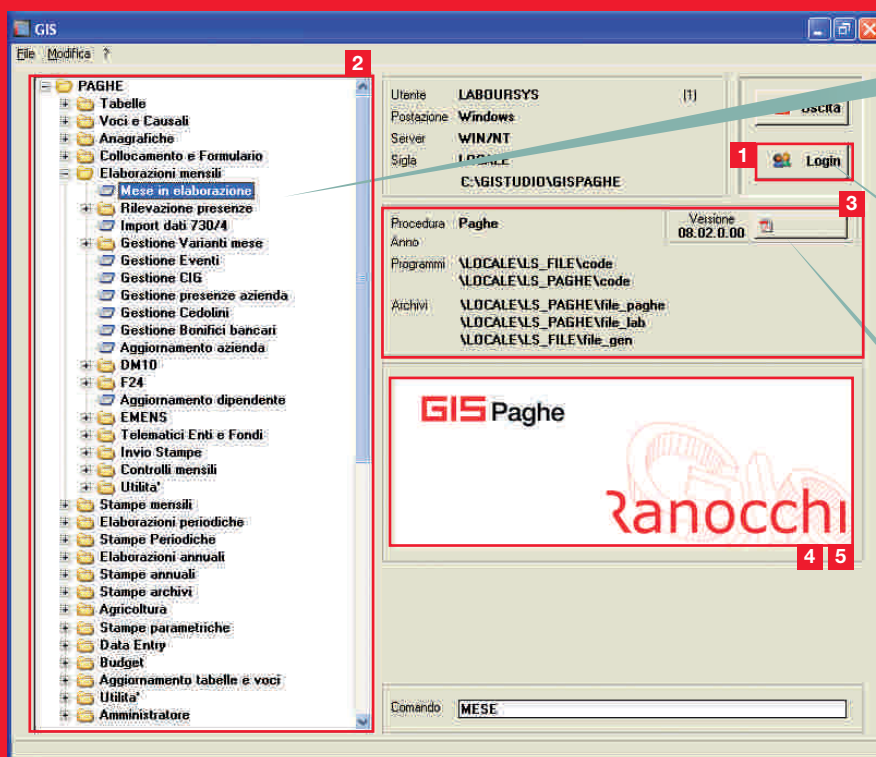 GIS
File Modifica ?
2
PAGHE
Tabelle
Voci e Causali
Anagrafiche
Collocamento e Formulario
Elaborazioni mensili
Mese in elaborazione
Rilevazione presenze
Import dati 730/4
Gestione Varianti mese
Gestione Eventi
Gestione CIG
Gestione presenze azienda
Gestione Cedolini
Gestione Bonifici bancari
Aggiornamento azienda
DM10
F24
Aggiornamento dipendente
EMENS
Telematici Enti e Fondi
Invio Stampe
Controlli mensili
Utilita'
Stampe mensili
Elaborazioni periodiche
Stampe Periodiche
Elaborazioni annuali
Stampe annuali
Stampe archivi
Agricoltura
Stampe parametriche
Data Entry
Budget
Aggiornamento tabelle e voci
Utilita'
Amministratore
Utente LABOURSYS (1)
Postazione Windows
Server WIN/NT
Sigla LOCALE
C:\GISTUDIO\GISPAGHE
Uscita
1 Login
3
Procedura Paghe
Anno
Versione
08.02.0.00
Programmi \LOCALE\LS_FILE\code
\LOCALE\LS_PAGHE\code
Archivi \LOCALE\LS_PAGHE\file_paghe
\LOCALE\LS_PAGHE\file_lab
\LOCALE\LS_FILE\file_gen
GIS Paghe
Ranocchi
4 5
Comando MESE